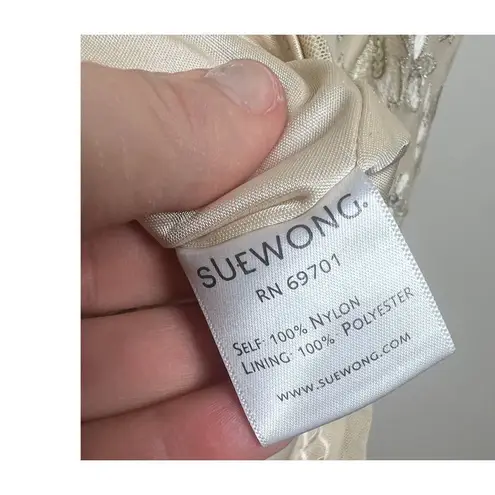 SUEWONG®
RN 69701
SELF: 100% NYLON
LINING: 100% POLYESTER
WWW.SUEWONG.COM